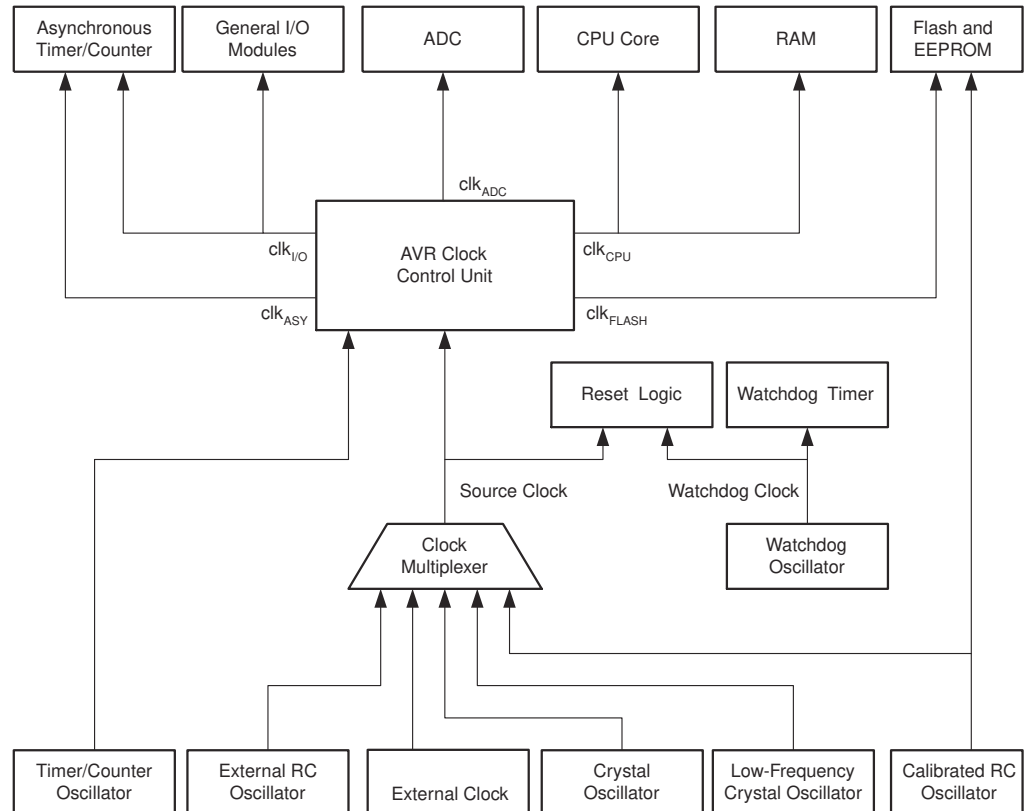 Asynchronous
Timer/Counter
General I/O
Modules
ADC
CPU Core
RAM
Flash and
EEPROM
clkADC
clkI/O
AVR Clock
Control Unit
clkCPU
clkASY
clkFLASH
Reset Logic
Watchdog Timer
Source Clock
Watchdog Clock
Clock
Multiplexer
Watchdog
Oscillator
Timer/Counter
Oscillator
External RC
Oscillator
External Clock
Crystal
Oscillator
Low-Frequency
Crystal Oscillator
Calibrated RC
Oscillator